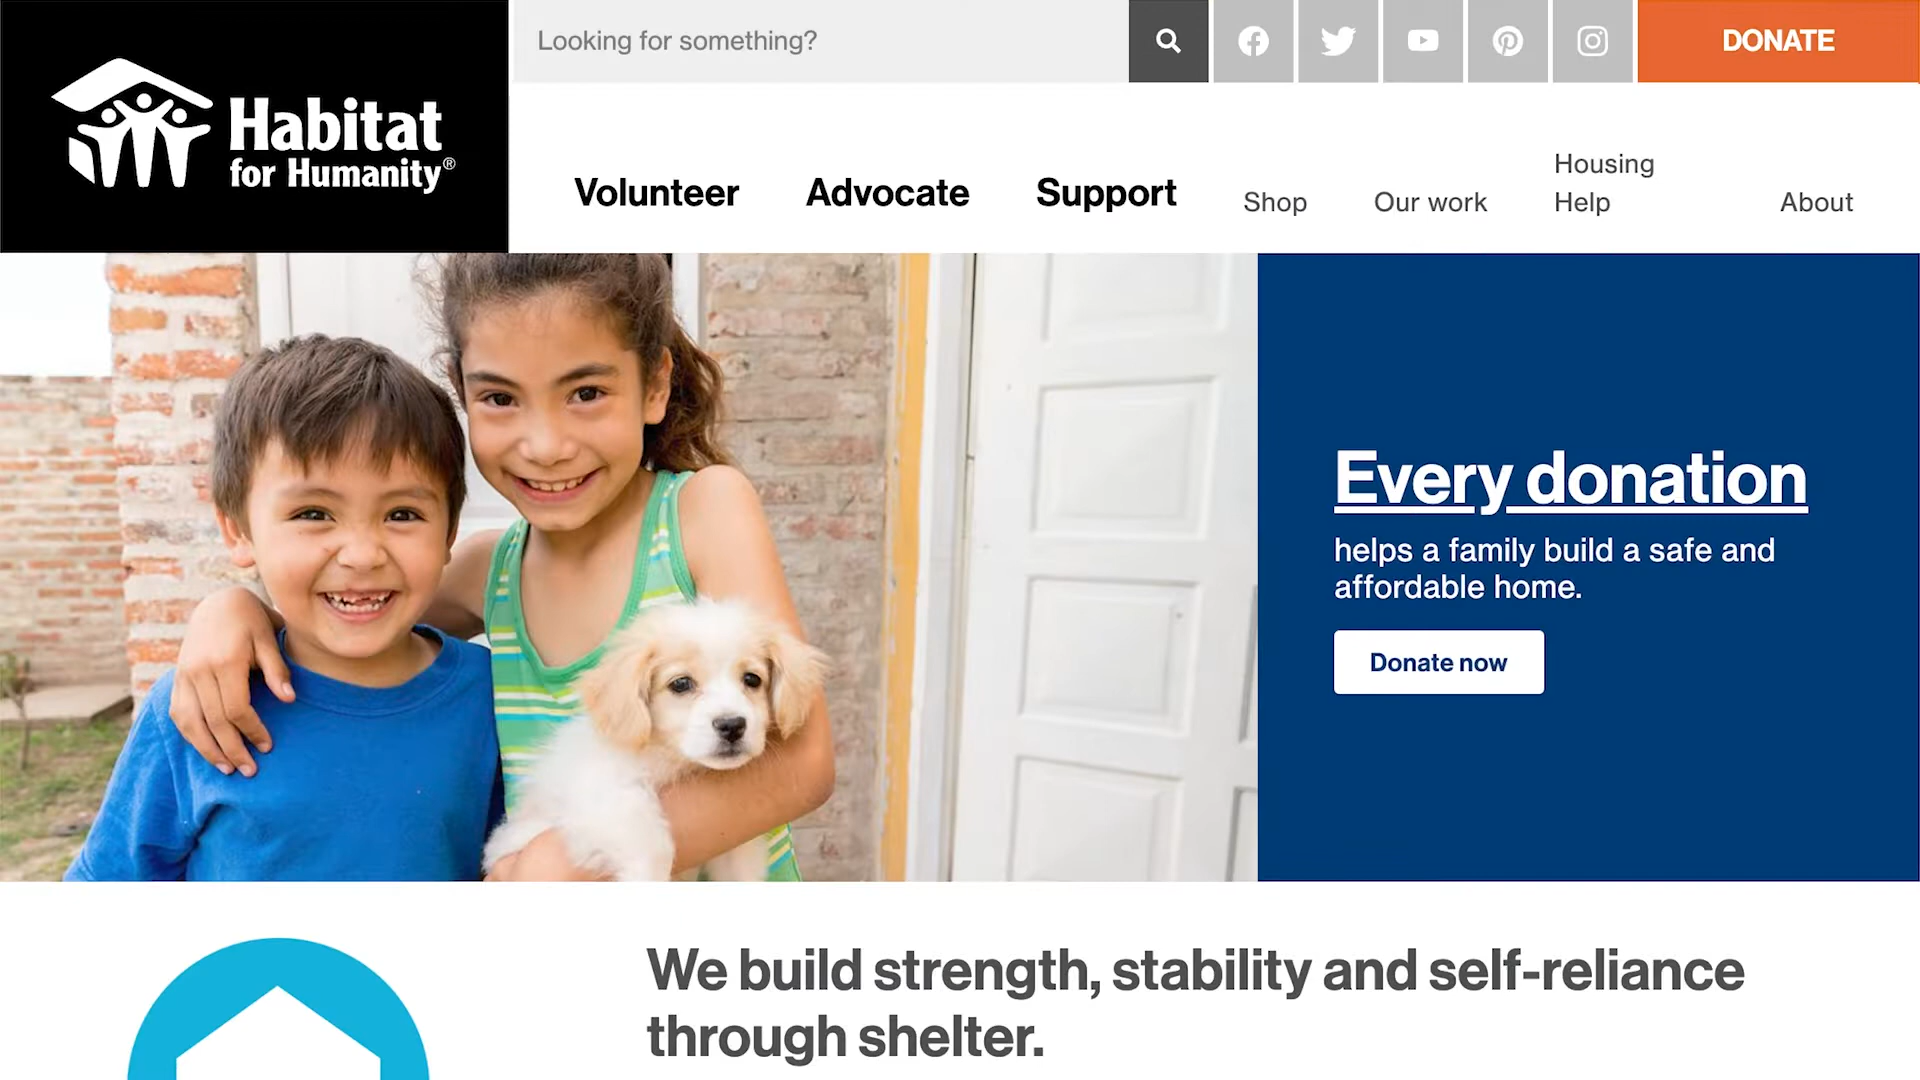 Looking for something?
DONATE
Habitat
for Humanity®
Volunteer
Advocate
Support
Shop
Our work
Housing
Help
About
Every donation
helps a family build a safe and
affordable home.
Donate now
We build strength, stability and self-reliance
through shelter.